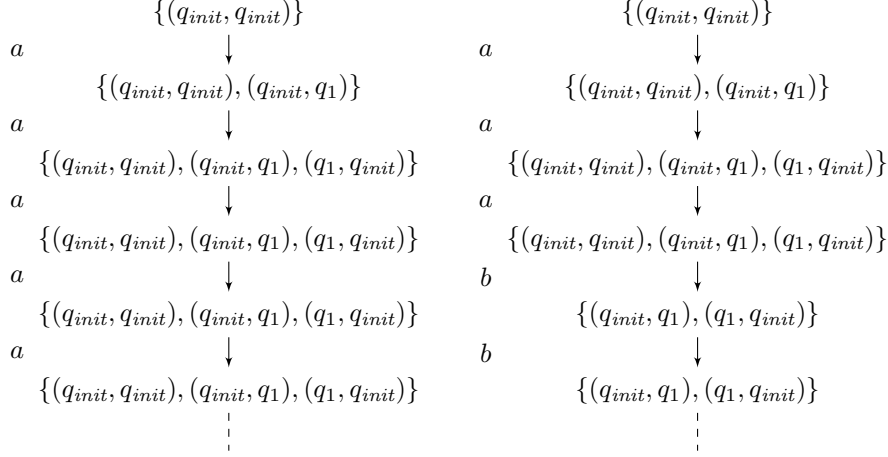 {(q_init, q_init)} {(q_init, q_init)}
a a
{(q_init, q_init), (q_init, q_1)} {(q_init, q_init), (q_init, q_1)}
a a
{(q_init, q_init), (q_init, q_1), (q_1, q_init)} {(q_init, q_init), (q_init, q_1), (q_1, q_init)}
a a
{(q_init, q_init), (q_init, q_1), (q_1, q_init)} {(q_init, q_init), (q_init, q_1), (q_1, q_init)}
a b
{(q_init, q_init), (q_init, q_1), (q_1, q_init)} {(q_init, q_1), (q_1, q_init)}
a b
{(q_init, q_init), (q_init, q_1), (q_1, q_init)} {(q_init, q_1), (q_1, q_init)}